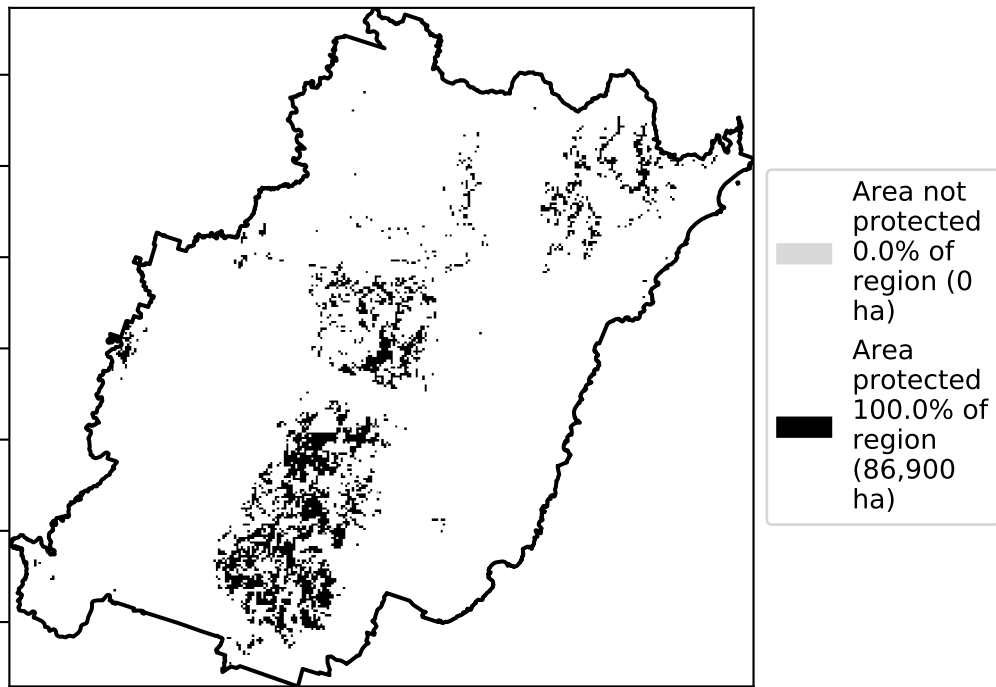 Area not
protected
0.0% of
region (0
ha)
Area
protected
100.0% of
region
(86,900
ha)